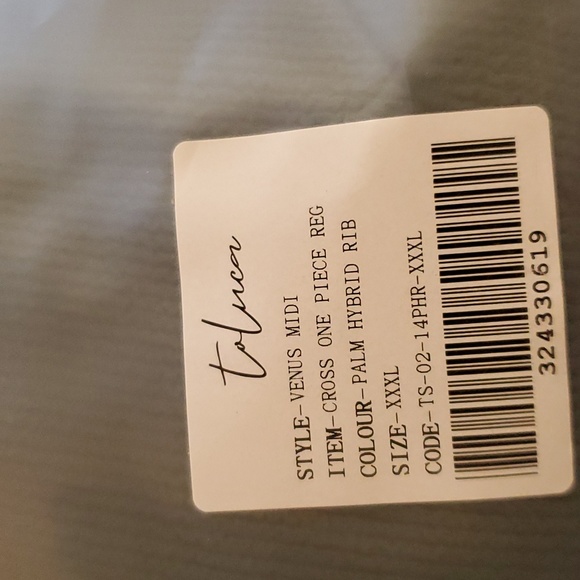 toluca
STYLE-VENUS MIDI
ITEM-CROSS ONE PIECE REG
COLOUR-PALM HYBRID RIB
SIZE-XXXL
CODE-TS-02-14PHR-XXXL
324330619